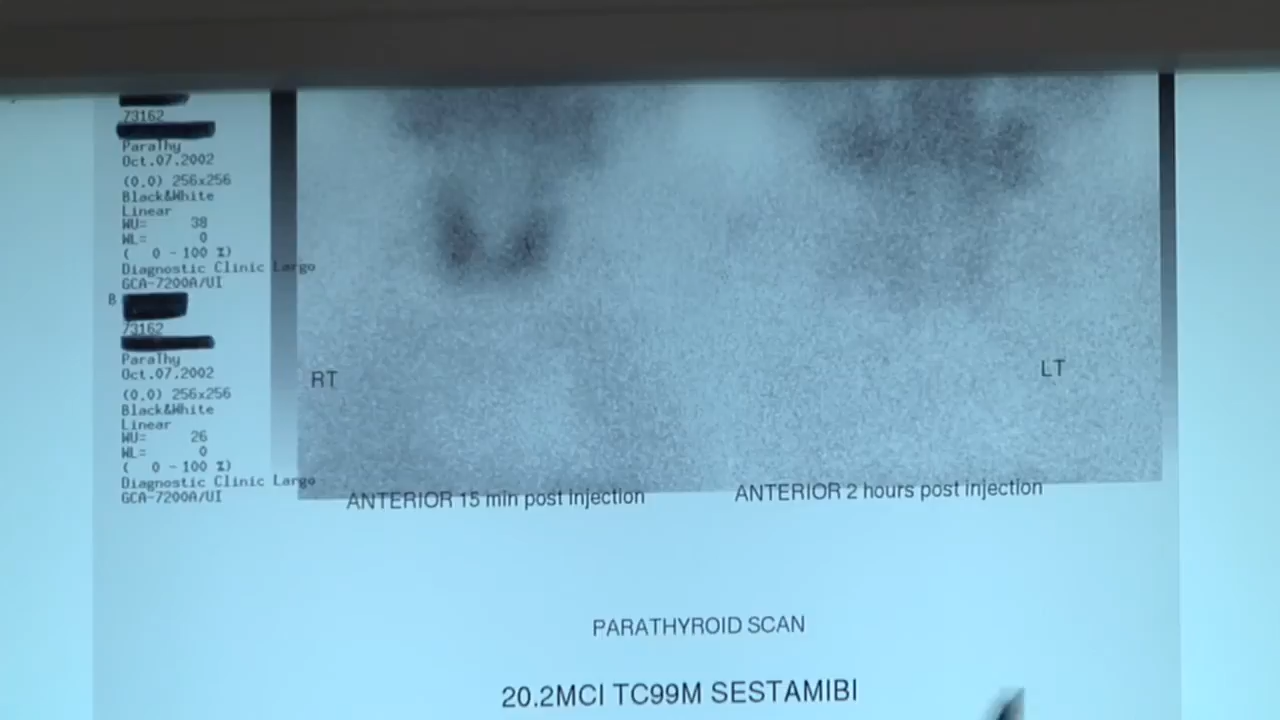 73162
ParaThy
Oct.07.2002
(0.0) 256x256
Black&White
Linear
WU= 38
WL= 0
( 0 - 100 %)
Diagnostic Clinic Largo
GCA-7200A/UI
B
73162
ParaThy
Oct.07.2002
(0.0) 256x256
Black&White
Linear
WU= 26
WL= 0
( 0 - 100 %)
Diagnostic Clinic Largo
GCA-7200A/UI
RT
LT
ANTERIOR 15 min post injection
ANTERIOR 2 hours post injection
PARATHYROID SCAN
20.2MCI TC99M SESTAMIBI